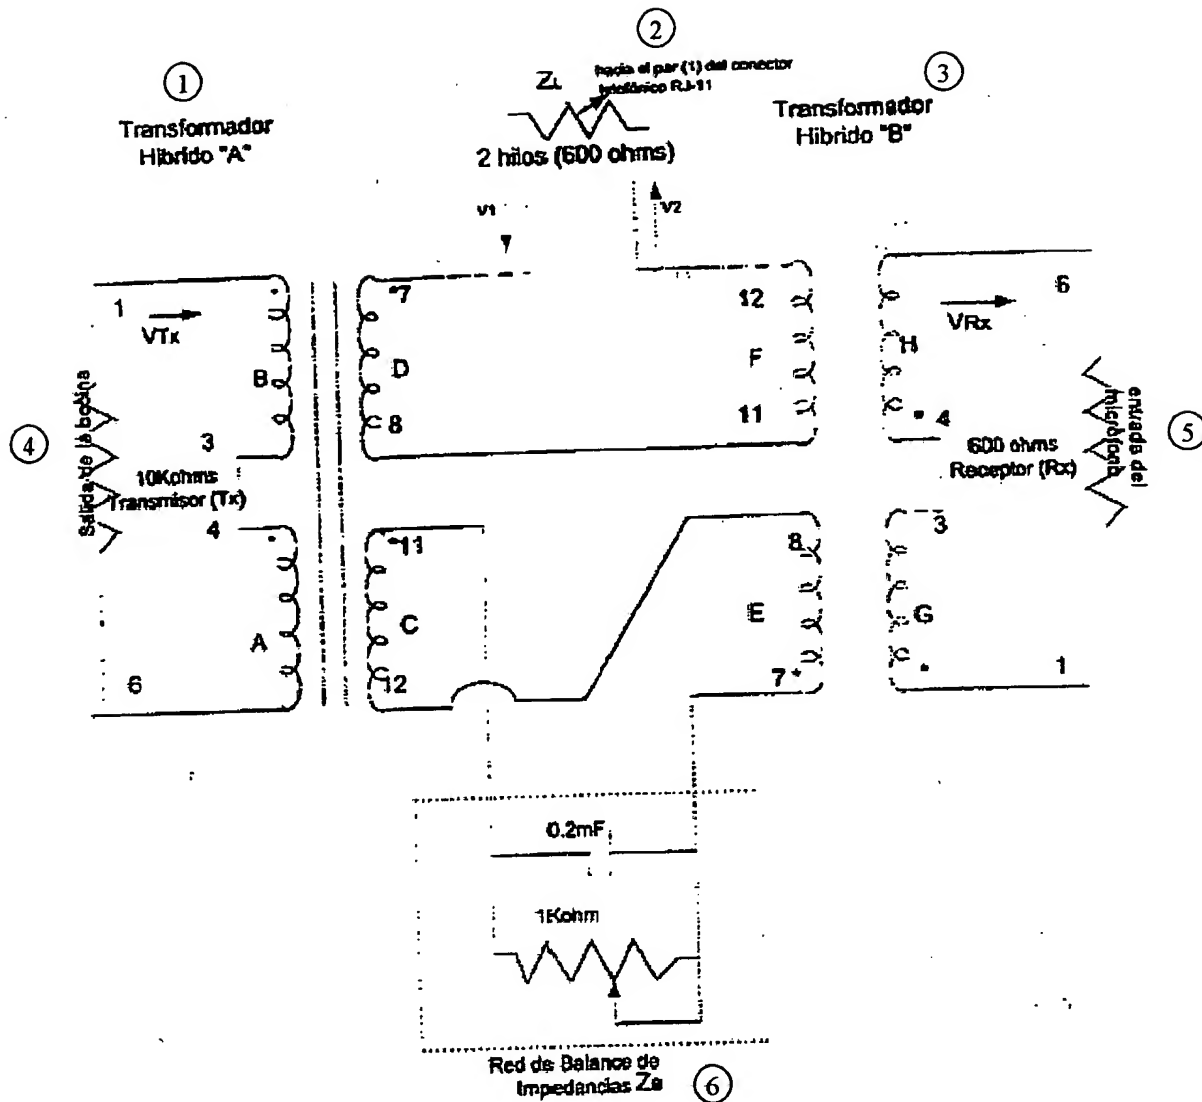 2
1
3
ZL
hacia el par (1) del conector
telefónico RJ-11
Transformador
Hibrido "A"
2 hilos (600 ohms)
Transformador
Hibrido "B"
V1
V2
1
VTx
B
3
*7
D
8
12
F
11
H
VRx
6
* 4
4
Salida de la bocina
10Kohms
Transmisor (Tx)
600 ohms
Receptor (Rx)
entrada del
micrófono
5
4
A
6
*11
C
12
8
E
7 *
3
G
1
0.2mF
1Kohm
Red de Balance de
Impedancias ZB
6